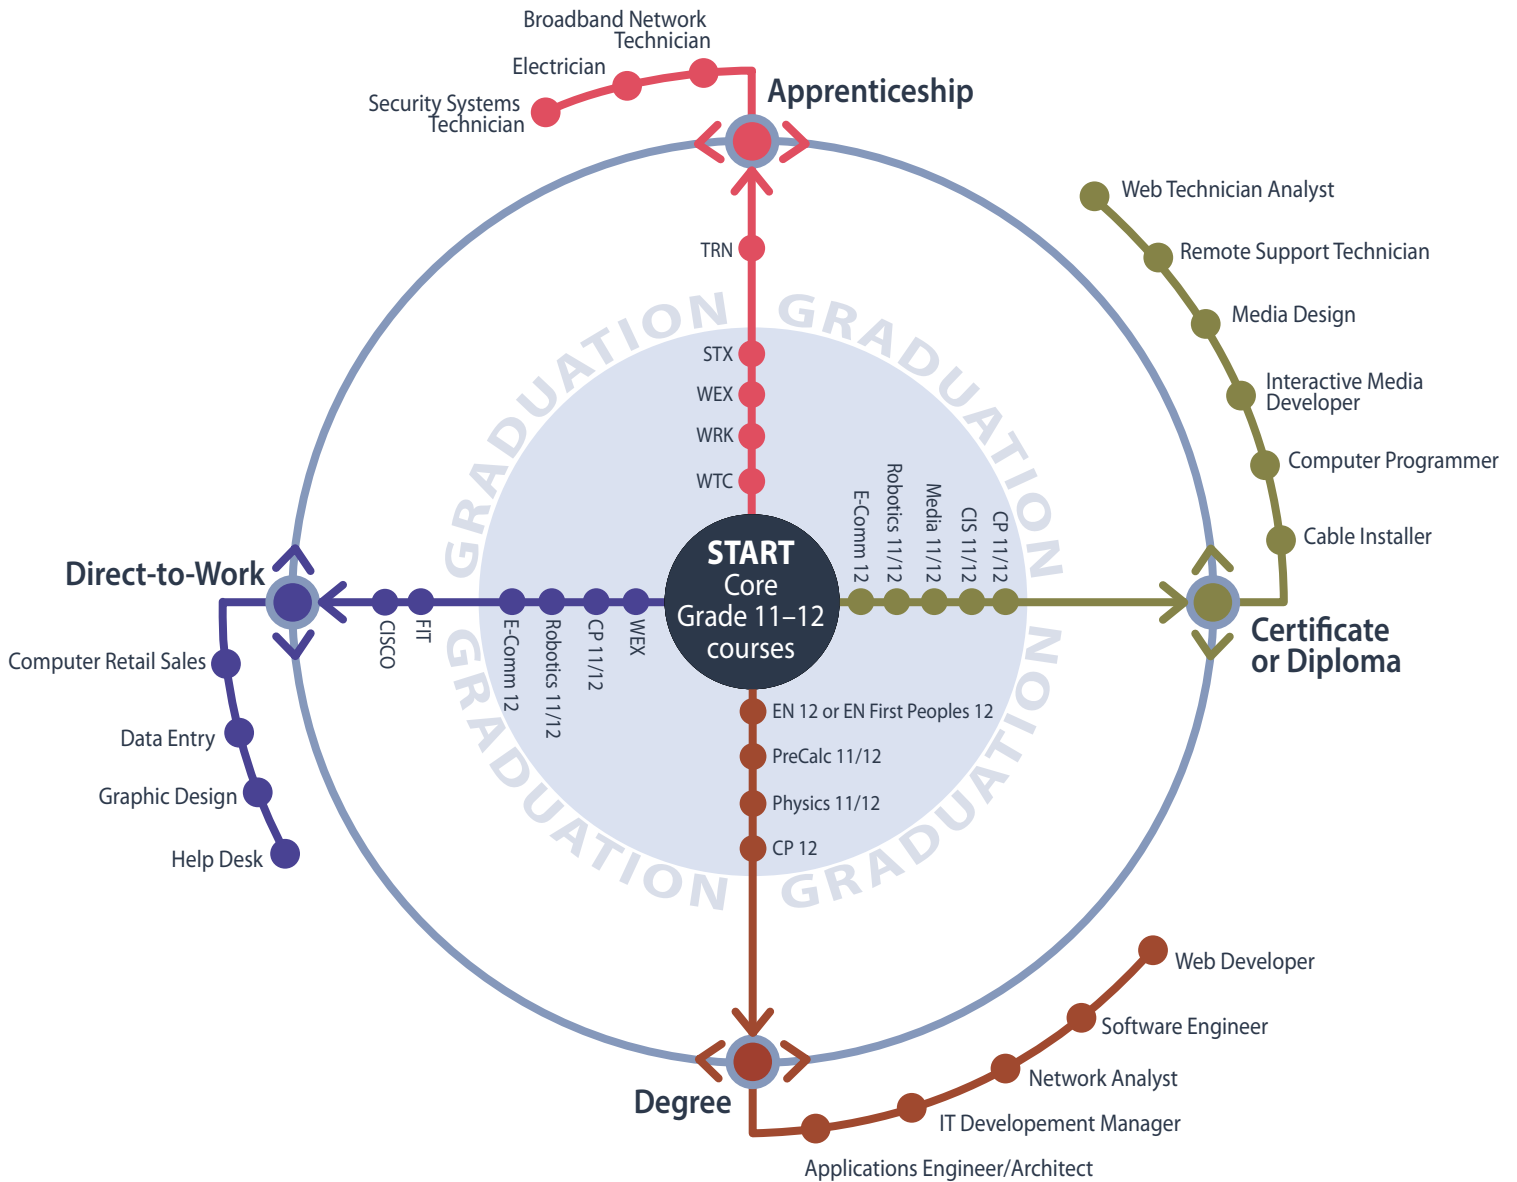 Broadband Network
Technician
Electrician
Security Systems
Technician
Apprenticeship
TRN
STX
WEX
WRK
WTC
GRADUATION
GRADUATION
GRADUATION
GRADUATION
START
Core
Grade 11–12
courses
E-Comm 12
Robotics 11/12
Media 11/12
CIS 11/12
CP 11/12
Web Technician Analyst
Remote Support Technician
Media Design
Interactive Media
Developer
Computer Programmer
Cable Installer
Certificate
or Diploma
Direct-to-Work
CISCO
FIT
E-Comm 12
Robotics 11/12
CP 11/12
WEX
Computer Retail Sales
Data Entry
Graphic Design
Help Desk
EN 12 or EN First Peoples 12
PreCalc 11/12
Physics 11/12
CP 12
Degree
Web Developer
Software Engineer
Network Analyst
IT Developement Manager
Applications Engineer/Architect